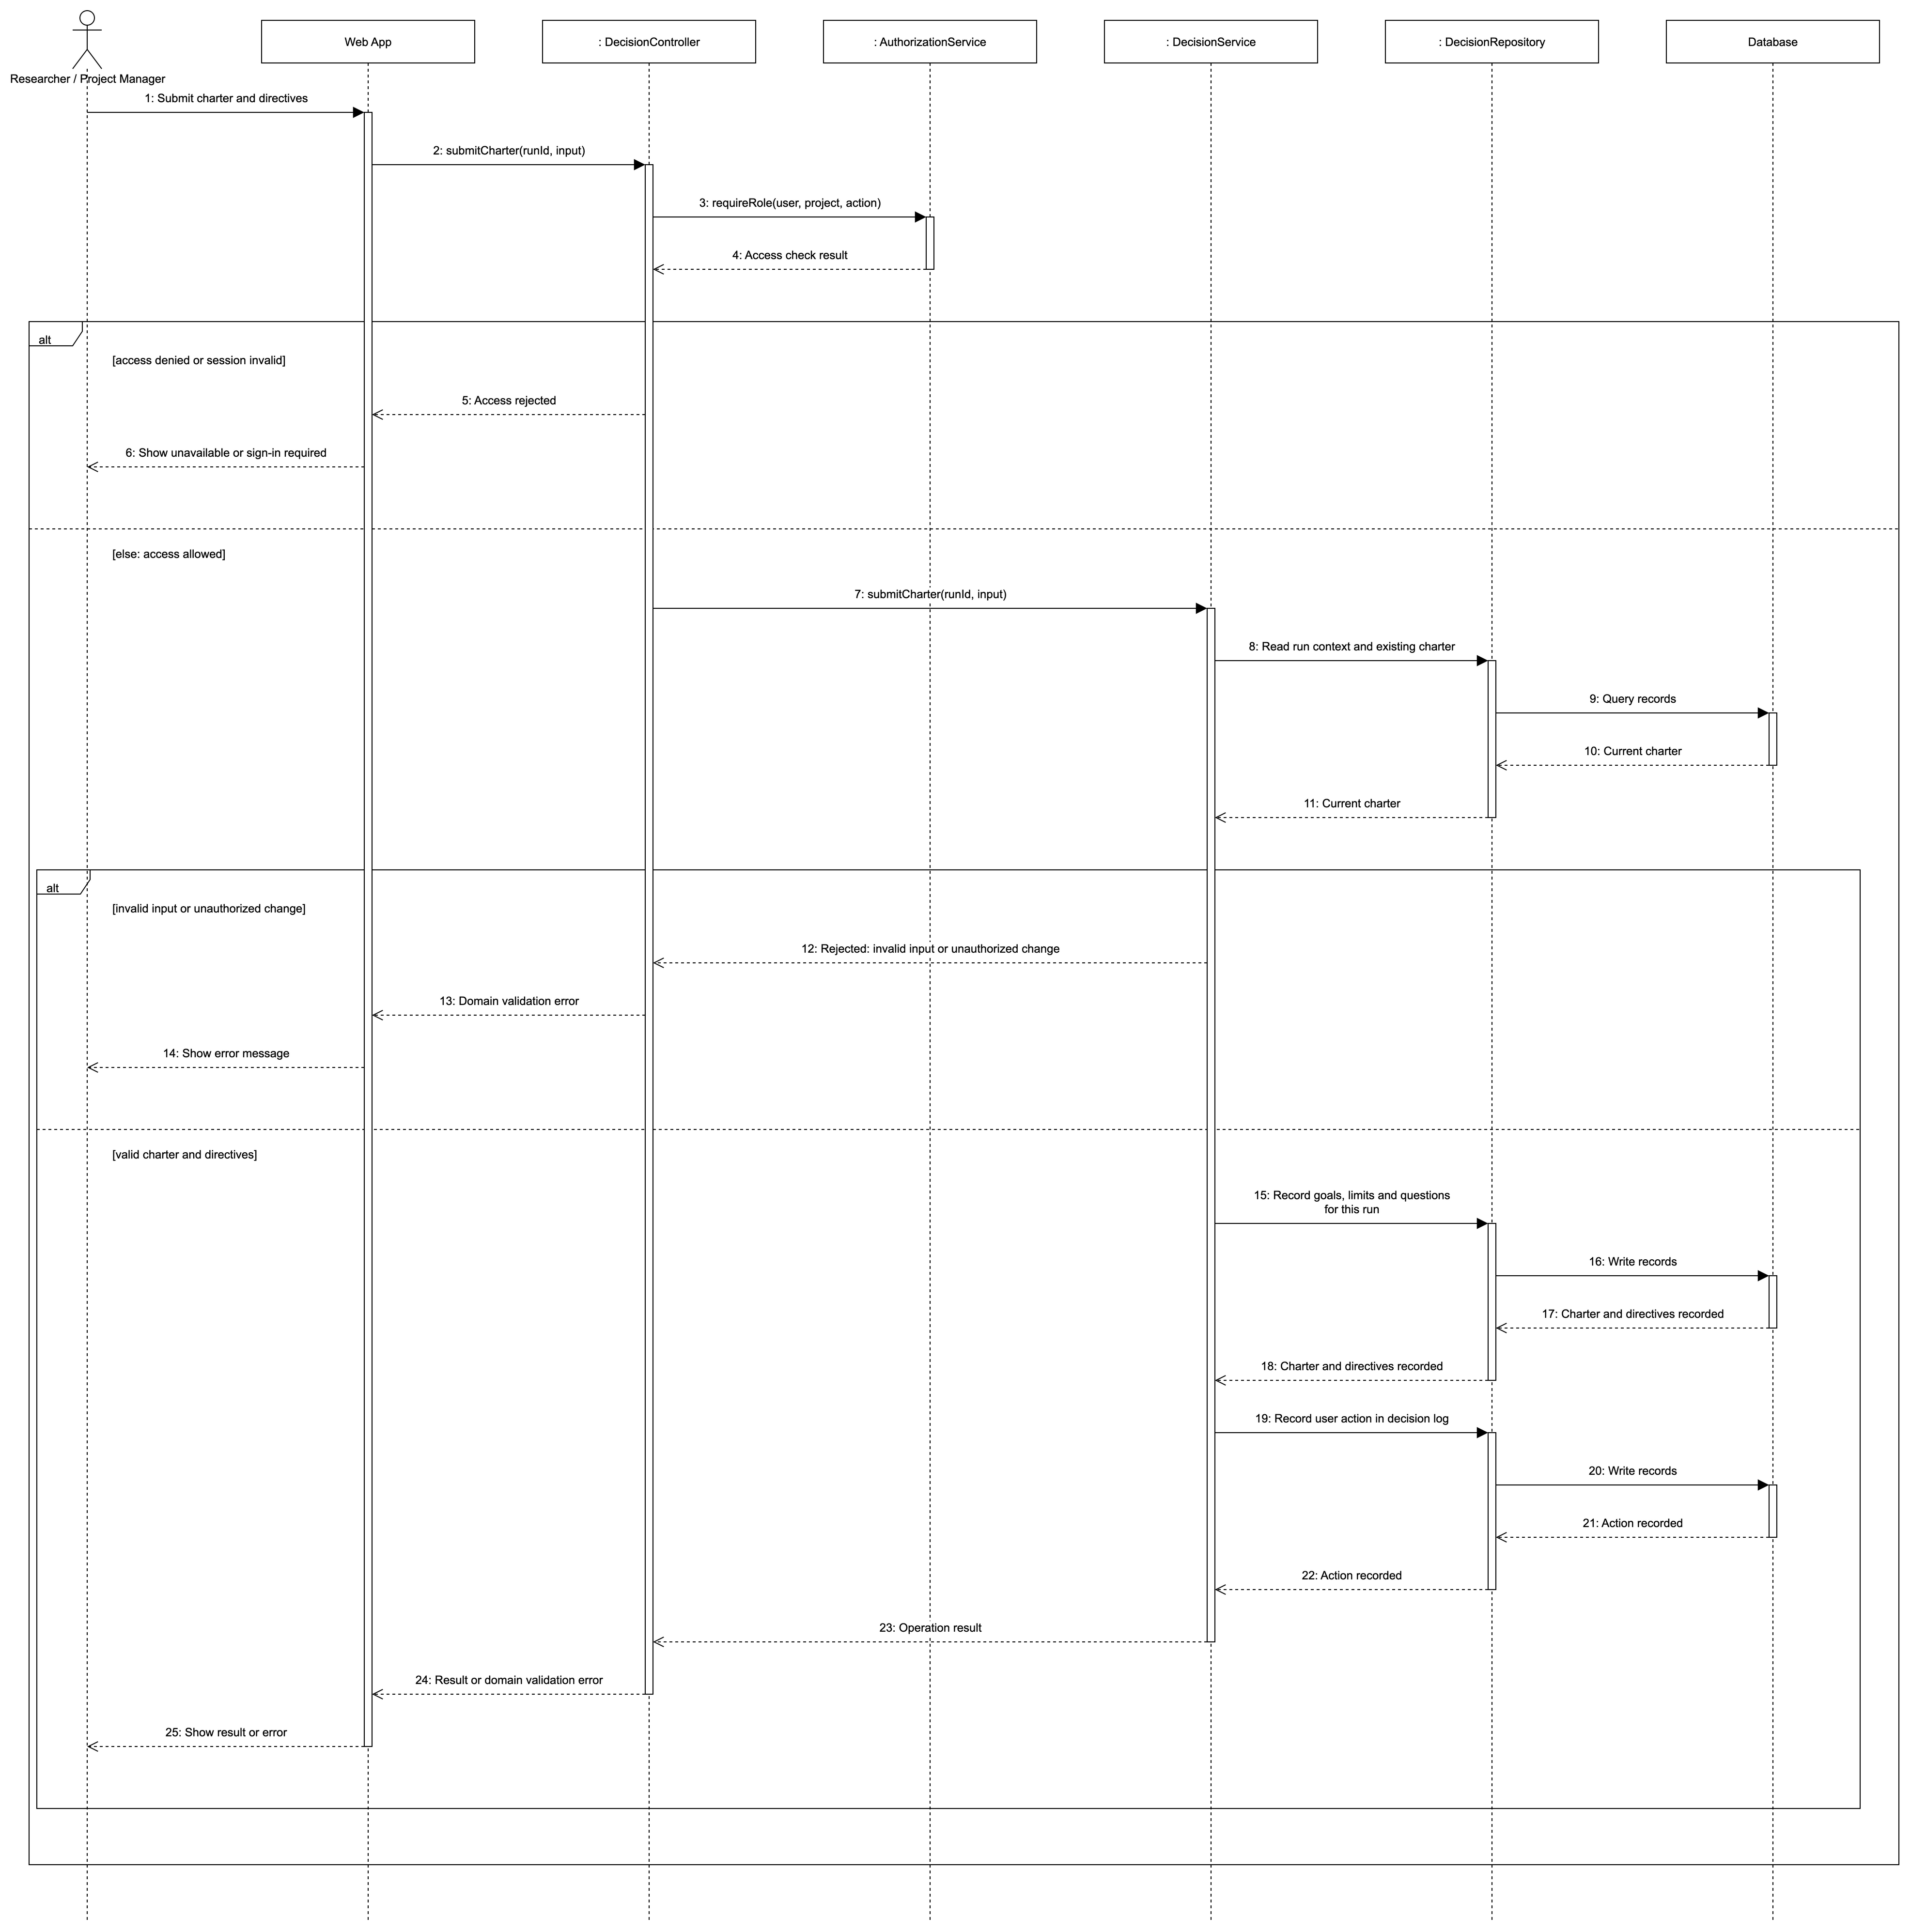 Researcher / Project Manager
Web App
: DecisionController
: AuthorizationService
: DecisionService
: DecisionRepository
Database
1: Submit charter and directives
2: submitCharter(runId, input)
3: requireRole(user, project, action)
4: Access check result
alt
[access denied or session invalid]
5: Access rejected
6: Show unavailable or sign-in required
[else: access allowed]
7: submitCharter(runId, input)
8: Read run context and existing charter
9: Query records
10: Current charter
11: Current charter
alt
[invalid input or unauthorized change]
12: Rejected: invalid input or unauthorized change
13: Domain validation error
14: Show error message
[valid charter and directives]
15: Record goals, limits and questions
for this run
16: Write records
17: Charter and directives recorded
18: Charter and directives recorded
19: Record user action in decision log
20: Write records
21: Action recorded
22: Action recorded
23: Operation result
24: Result or domain validation error
25: Show result or error